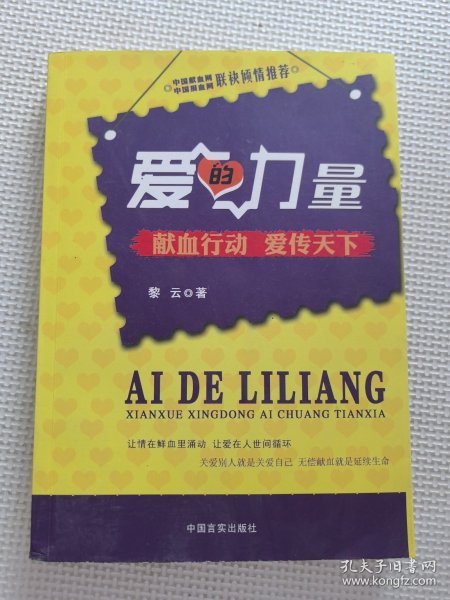 ◎中国献血网
◎中国厨血网 联袂倾情推荐◎
爱的力量
献血行动 爱传天下
黎 云◎著
AI DE LILIANG
XIANXUE XINGDONG AI CHUANG TIANXIA
让情在鲜血里涌动 让爱在人世间循环
关爱别人就是关爱自己 无偿献血就是延续生命
中国言实出版社
孔夫子旧书网
www.kongfz.com